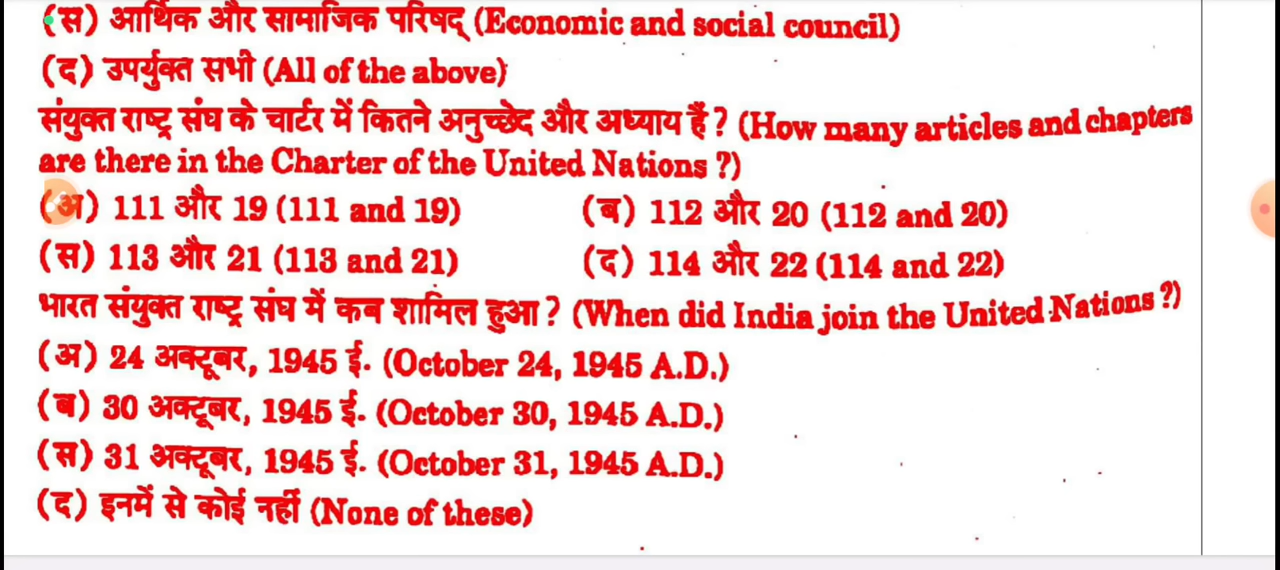 (स) आर्थिक और सामाजिक परिषद् (Economic and social council)
(द) उपर्युक्त सभी (All of the above)
संयुक्त राष्ट्र संघ के चार्टर में कितने अनुच्छेद और अध्याय हैं ? (How many articles and chapters
are there in the Charter of the United Nations ?)
(अ) 111 और 19 (111 and 19) (ब) 112 और 20 (112 and 20)
(स) 113 और 21 (113 and 21) (द) 114 और 22 (114 and 22)
भारत संयुक्त राष्ट्र संघ में कब शामिल हुआ ? (When did India join the United Nations ?)
(अ) 24 अक्टूबर, 1945 ई. (October 24, 1945 A.D.)
(ब) 30 अक्टूबर, 1945 ई. (October 30, 1945 A.D.)
(स) 31 अक्टूबर, 1945 ई. (October 31, 1945 A.D.)
(द) इनमें से कोई नहीं (None of these)